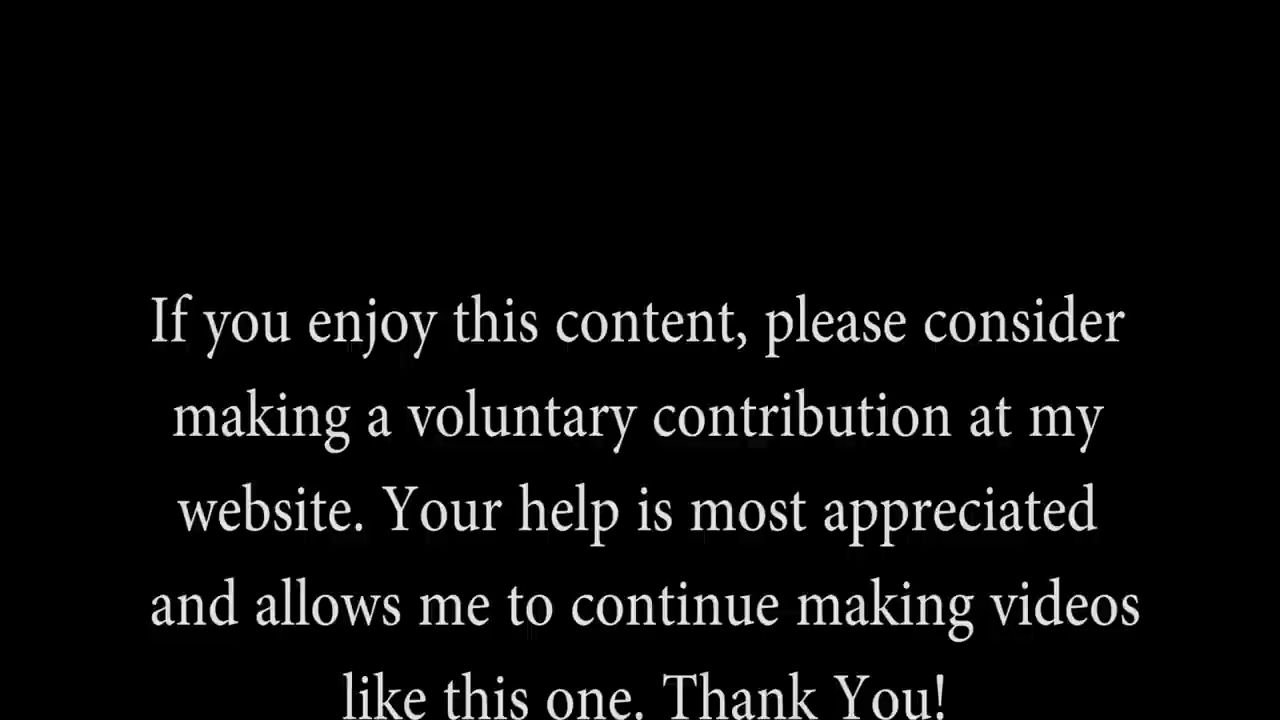 If you enjoy this content, please consider
making a voluntary contribution at my
website. Your help is most appreciated
and allows me to continue making videos
like this one. Thank You!